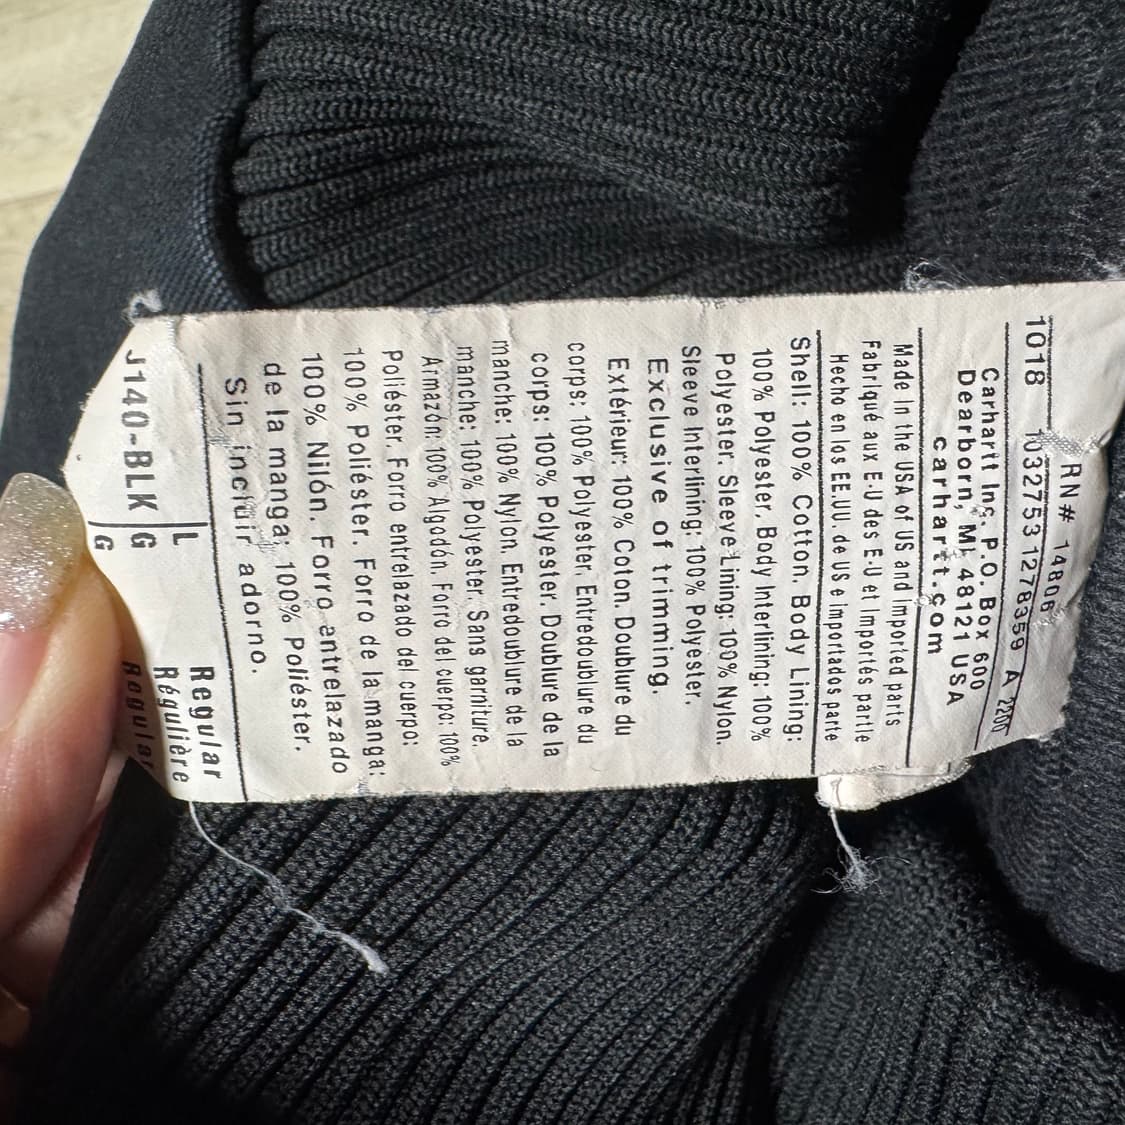 RN# 14806
1018 1032753 1278359 A 2200
Carhartt Inc. P.O. Box 600
Dearborn, MI 48121 USA
carhartt.com
Made In the USA of US and Imported parts
Fabriqué aux E-U des E-U et Importés partie
Hecho en los EE.UU. de US e Importados parte
Shell: 100% Cotton. Body Lining:
100% Polyester. Body Interlining: 100%
Polyester. Sleeve Lining: 100% Nylon.
Sleeve Interlining: 100% Polyester.
Exclusive of trimming.
Extérieur: 100% Coton. Doublure du
corps: 100% Polyester. Entredoublure du
corps: 100% Polyester. Doublure de la
manche: 100% Nylon. Entredoublure de la
manche: 100% Polyester. Sans garniture.
Armazón: 100% Algodón. Forro del cuerpo: 100%
Poliéster. Forro entrelazado del cuerpo:
100% Poliéster. Forro de la manga:
100% Nilón. Forro entrelazado
de la manga: 100% Poliéster.
Sin incluir adorno.
L Regular
J140-BLK G Régulière
G Regular